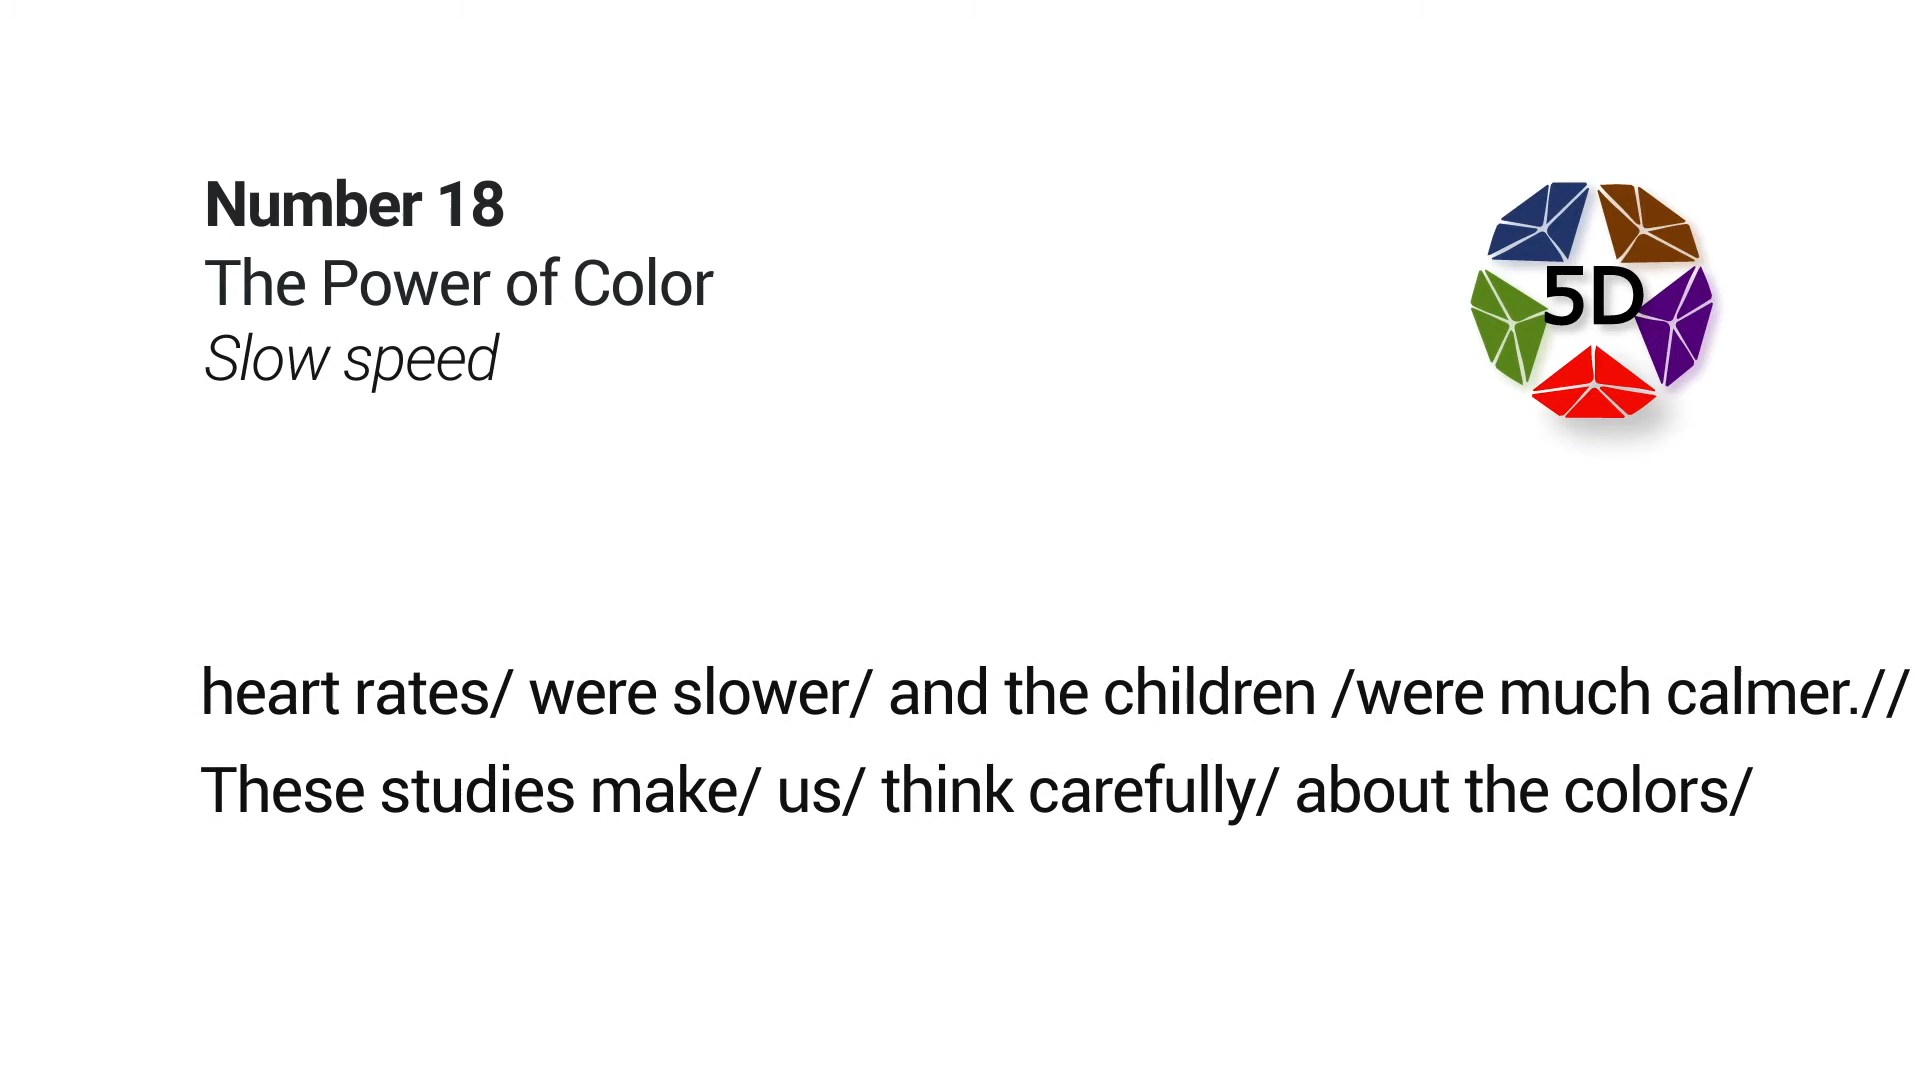 Number 18
The Power of Color
Slow speed
5D
heart rates/ were slower/ and the children /were much calmer.//
These studies make/ us/ think carefully/ about the colors/